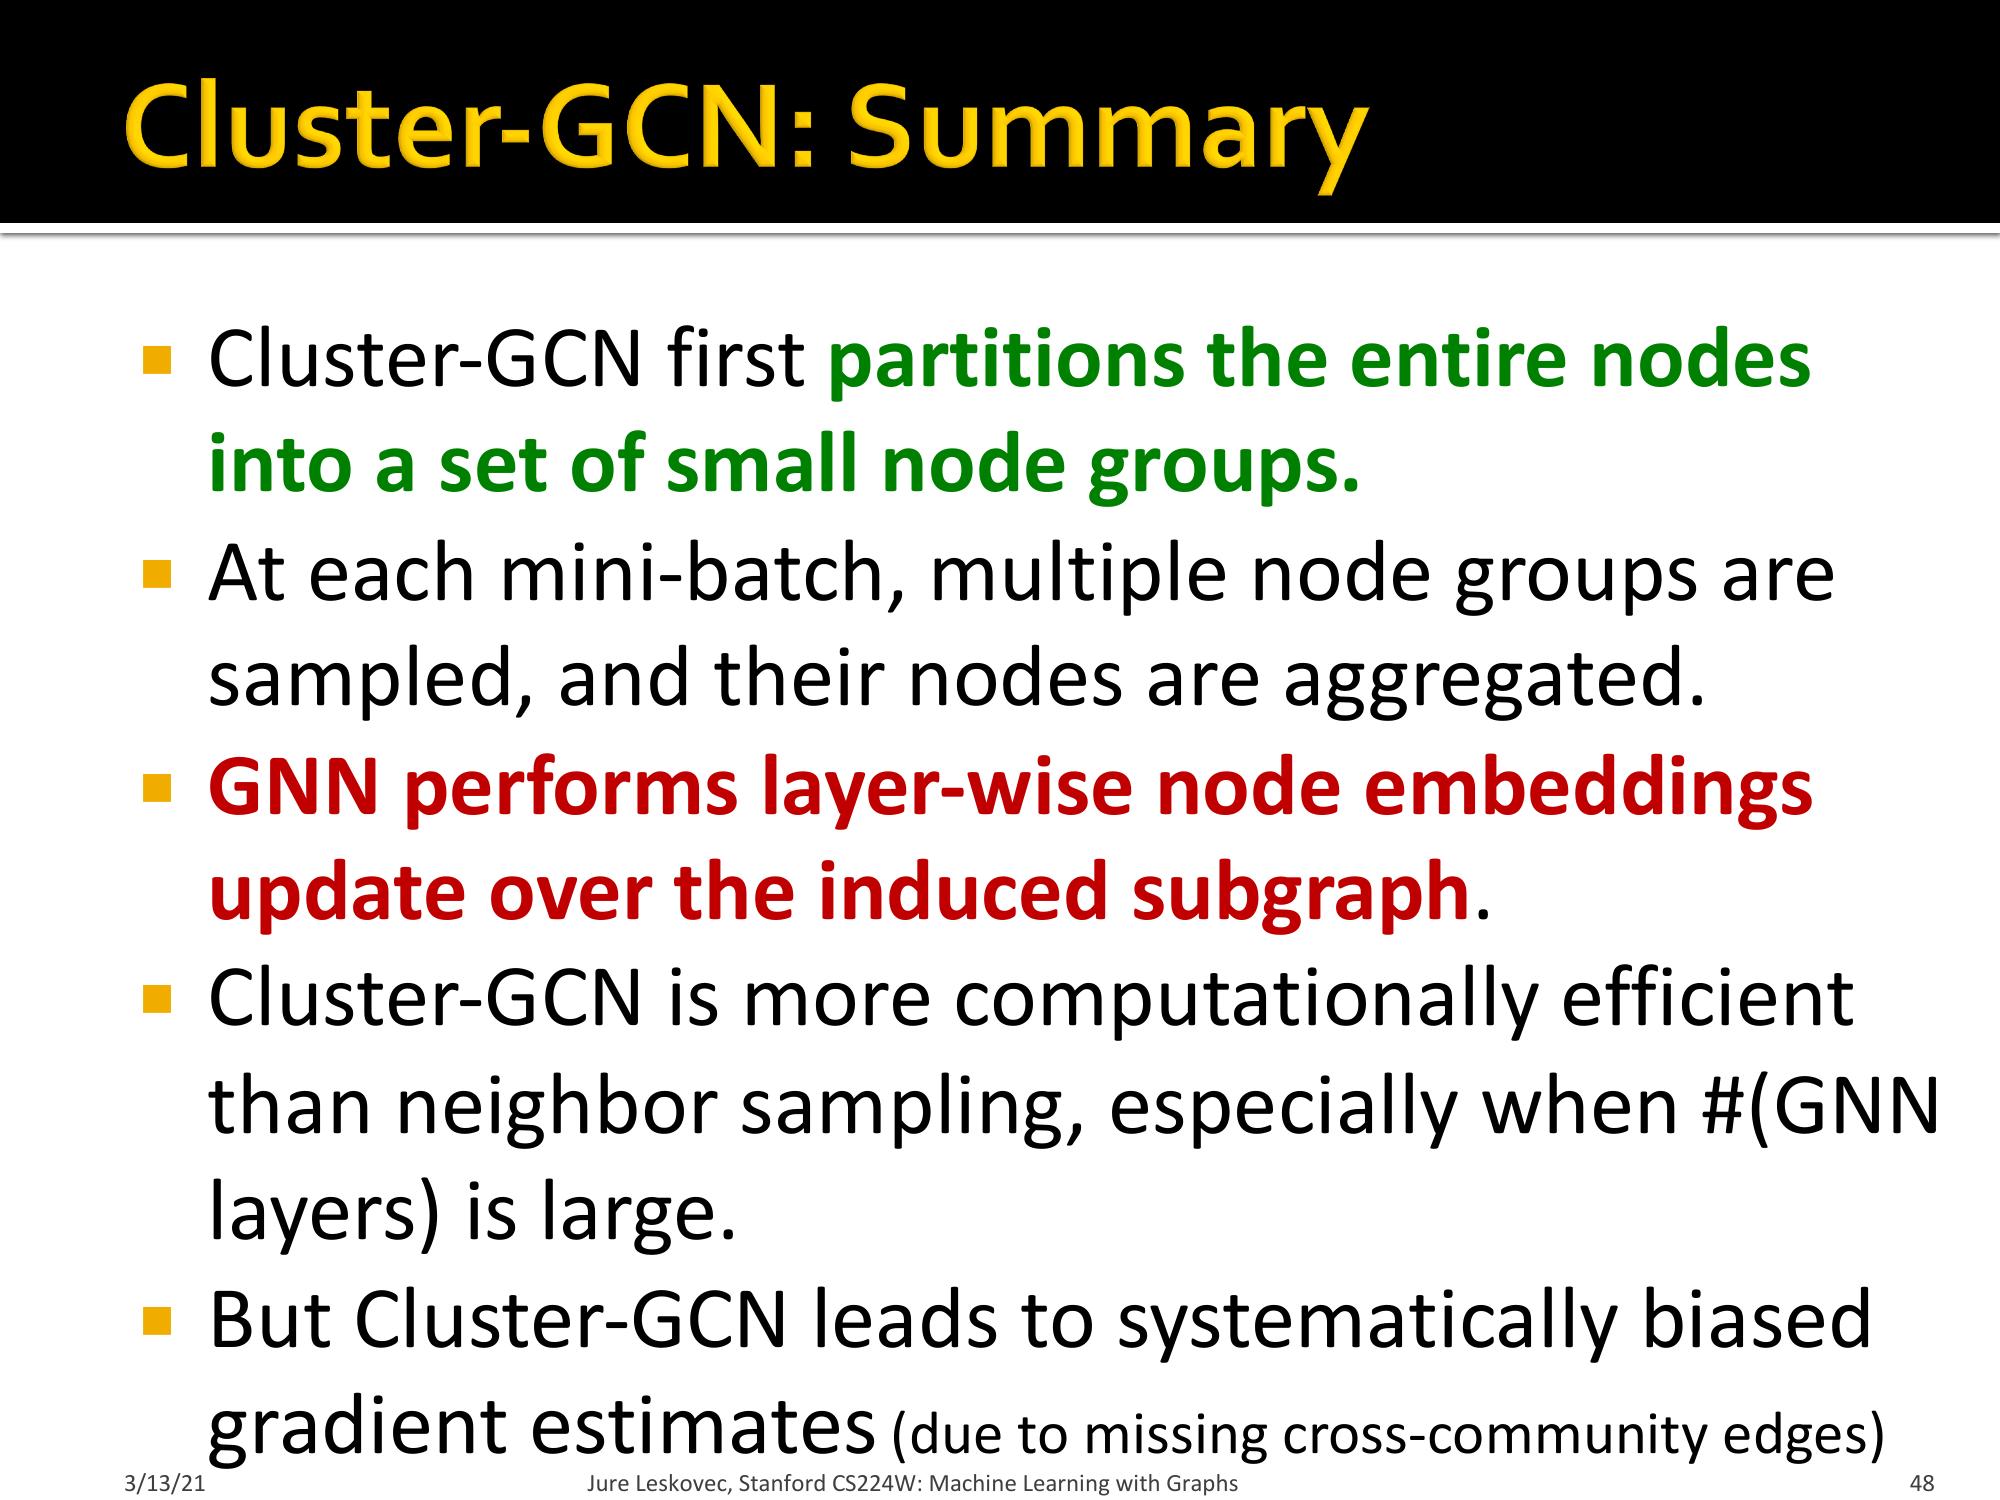 Cluster-GCN: Summary
Cluster-GCN first partitions the entire nodes
into a set of small node groups.
At each mini-batch, multiple node groups are
sampled, and their nodes are aggregated.
GNN performs layer-wise node embeddings
update over the induced subgraph.
Cluster-GCN is more computationally efficient
than neighbor sampling, especially when #(GNN
layers) is large.
But Cluster-GCN leads to systematically biased
gradient estimates (due to missing cross-community edges)
3/13/21
Jure Leskovec, Stanford CS224W: Machine Learning with Graphs
48